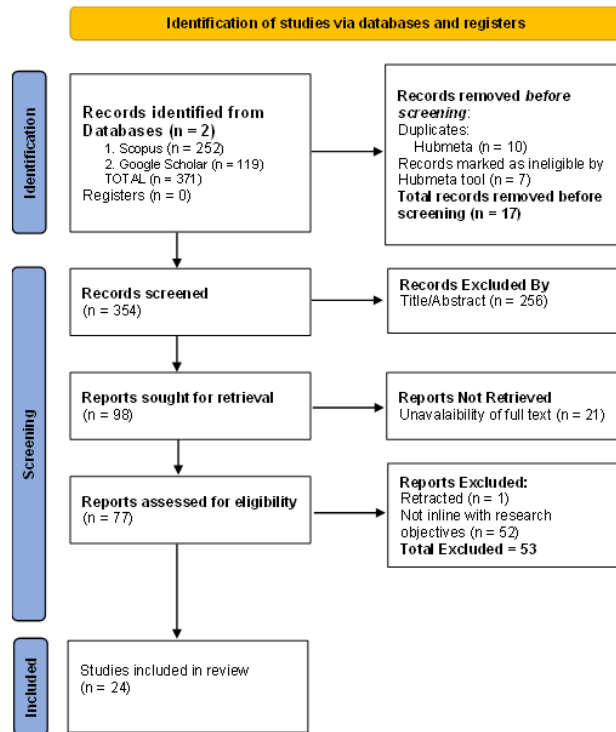 Identification of studies via databases and registers
Identification
Records identified from
Databases (n = 2)
1. Scopus (n = 252)
2. Google Scholar (n = 119)
TOTAL (n = 371)
Registers (n = 0)
Records removed before
screening:
Duplicates:
Hubmeta (n = 10)
Records marked as ineligible by
Hubmeta tool (n = 7)
Total records removed before
screening (n = 17)
Screening
Records screened
(n = 354)
Records Excluded By
Title/Abstract (n = 256)
Reports sought for retrieval
(n = 98)
Reports Not Retrieved
Unavalaibility of full text (n = 21)
Reports assessed for eligibility
(n = 77)
Reports Excluded:
Retracted (n = 1)
Not inline with research
objectives (n = 52)
Total Excluded = 53
Included
Studies included in review
(n = 24)